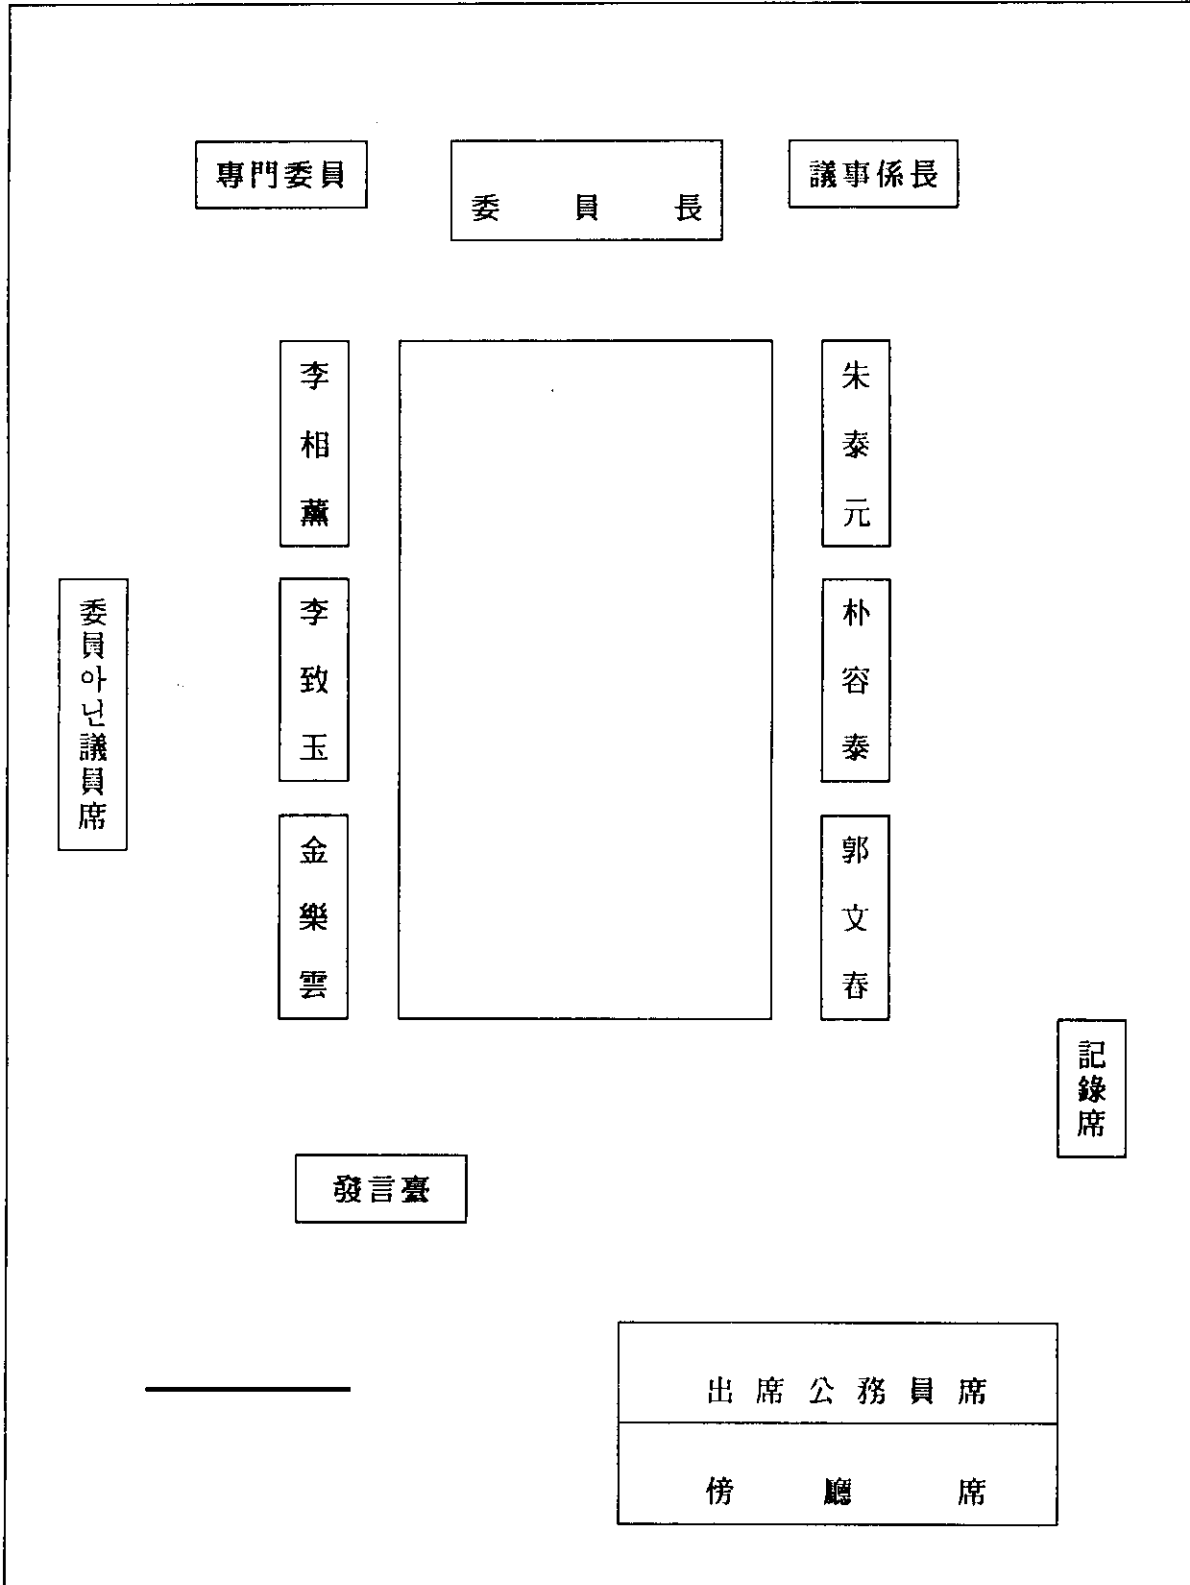 專門委員
委員長
議事係長
李相薰
朱泰元
委員아닌議員席
李致玉
朴容泰
金樂雲
郭文春
記錄席
發言臺
出席公務員席
傍廳席